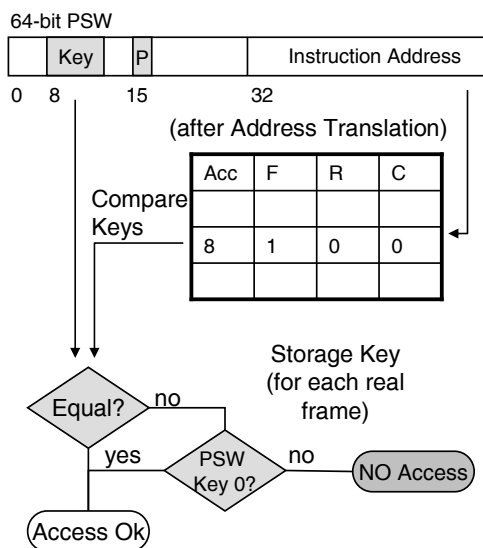 64-bit PSW
Key P Instruction Address
0 8 15 32
(after Address Translation)
Acc F R C
8 1 0 0
Compare
Keys
Storage Key
(for each real
frame)
Equal?
no
yes
PSW
Key 0?
no
NO Access
Access Ok